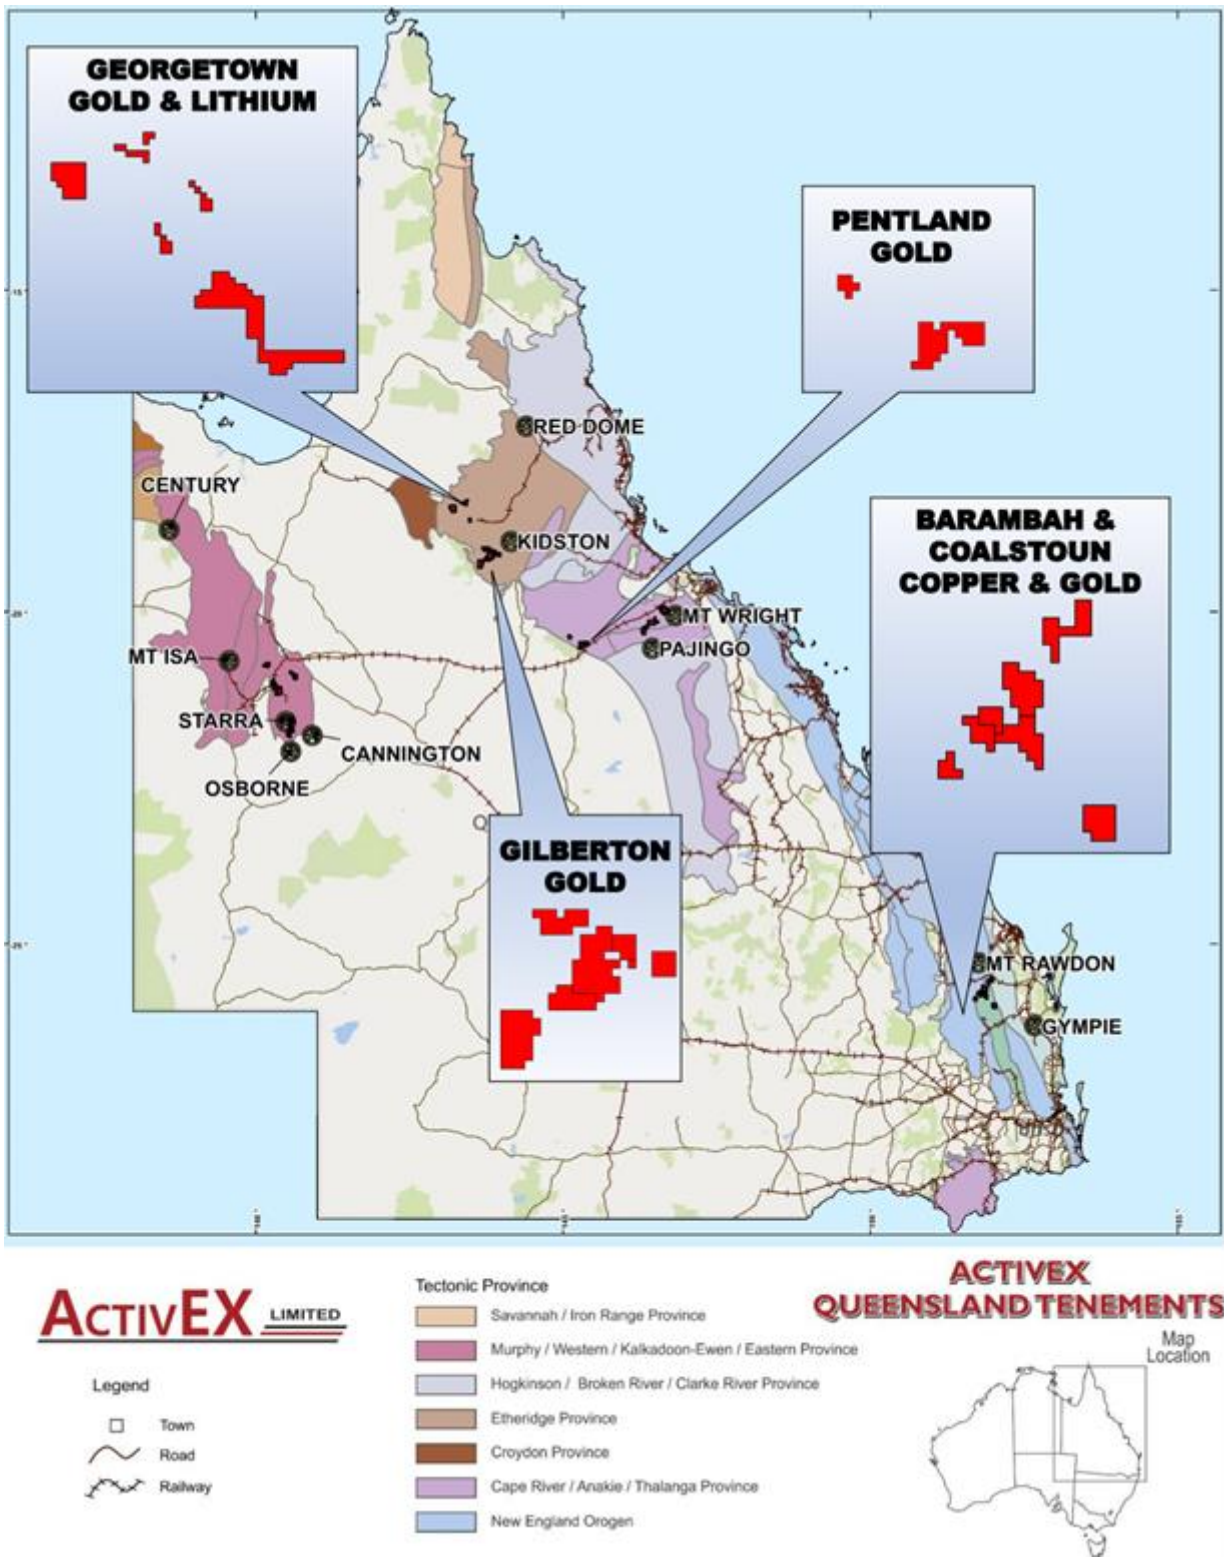 GEORGETOWN
GOLD & LITHIUM
PENTLAND
GOLD
RED DOME
CENTURY
BARAMBAH &
COALSTOUN
COPPER & GOLD
KIDSTON
MT WRIGHT
PAJINGO
MT ISA
STARRA
CANNINGTON
OSBORNE
GILBERTON
GOLD
MT RAWDON
GYMPIE
ACTIVEX LIMITED
Legend
Town
Road
Railway
Tectonic Province
Savannah / Iron Range Province
Murphy / Western / Kalkadoon-Ewen / Eastern Province
Hogkinson / Broken River / Clarke River Province
Etheridge Province
Croydon Province
Cape River / Anakie / Thalanga Province
New England Orogen
ACTIVEX
QUEENSLAND TENEMENTS
Map
Location